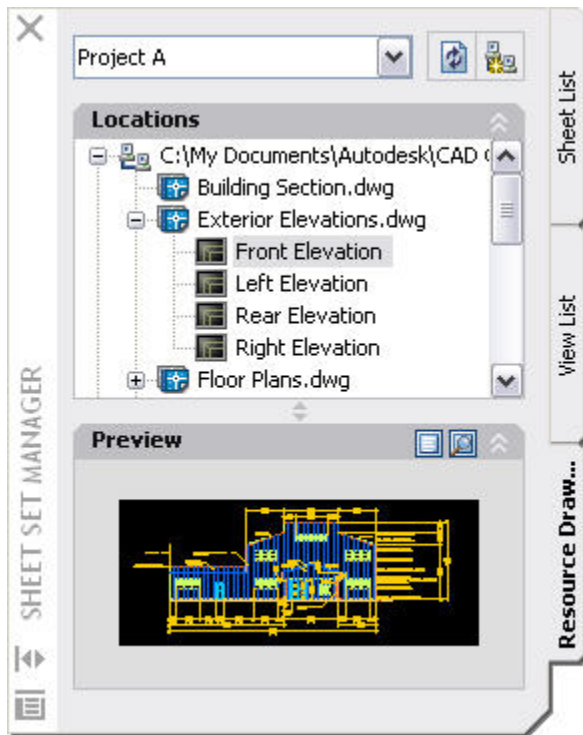 Project A
Locations
C:\My Documents\Autodesk\CAD
Building Section.dwg
Exterior Elevations.dwg
Front Elevation
Left Elevation
Rear Elevation
Right Elevation
Floor Plans.dwg
Preview
SHEET SET MANAGER
Sheet List
View List
Resource Draw...